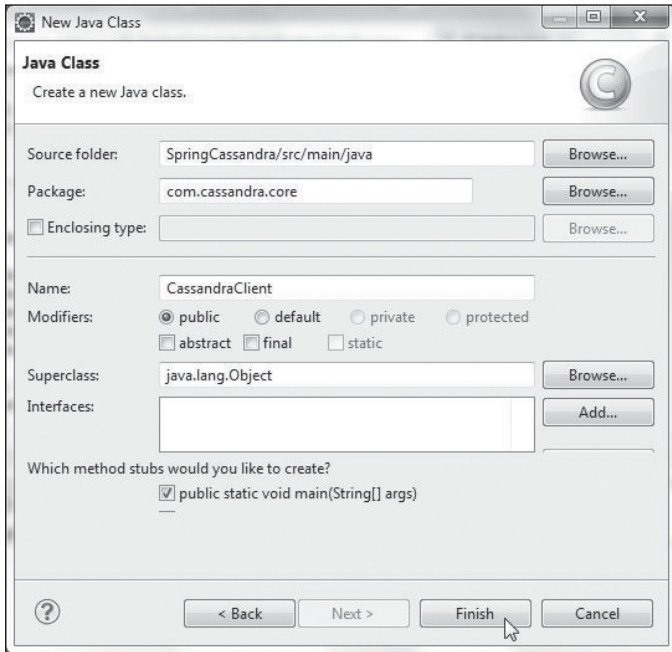 New Java Class
Java Class
Create a new Java class.
C
Source folder: SpringCassandra/src/main/java Browse...
Package: com.cassandra.core Browse...
Enclosing type: Browse...
Name: CassandraClient
Modifiers: public default private protected
abstract final static
Superclass: java.lang.Object Browse...
Interfaces: Add...
Which method stubs would you like to create?
public static void main(String[] args)
? < Back Next > Finish Cancel